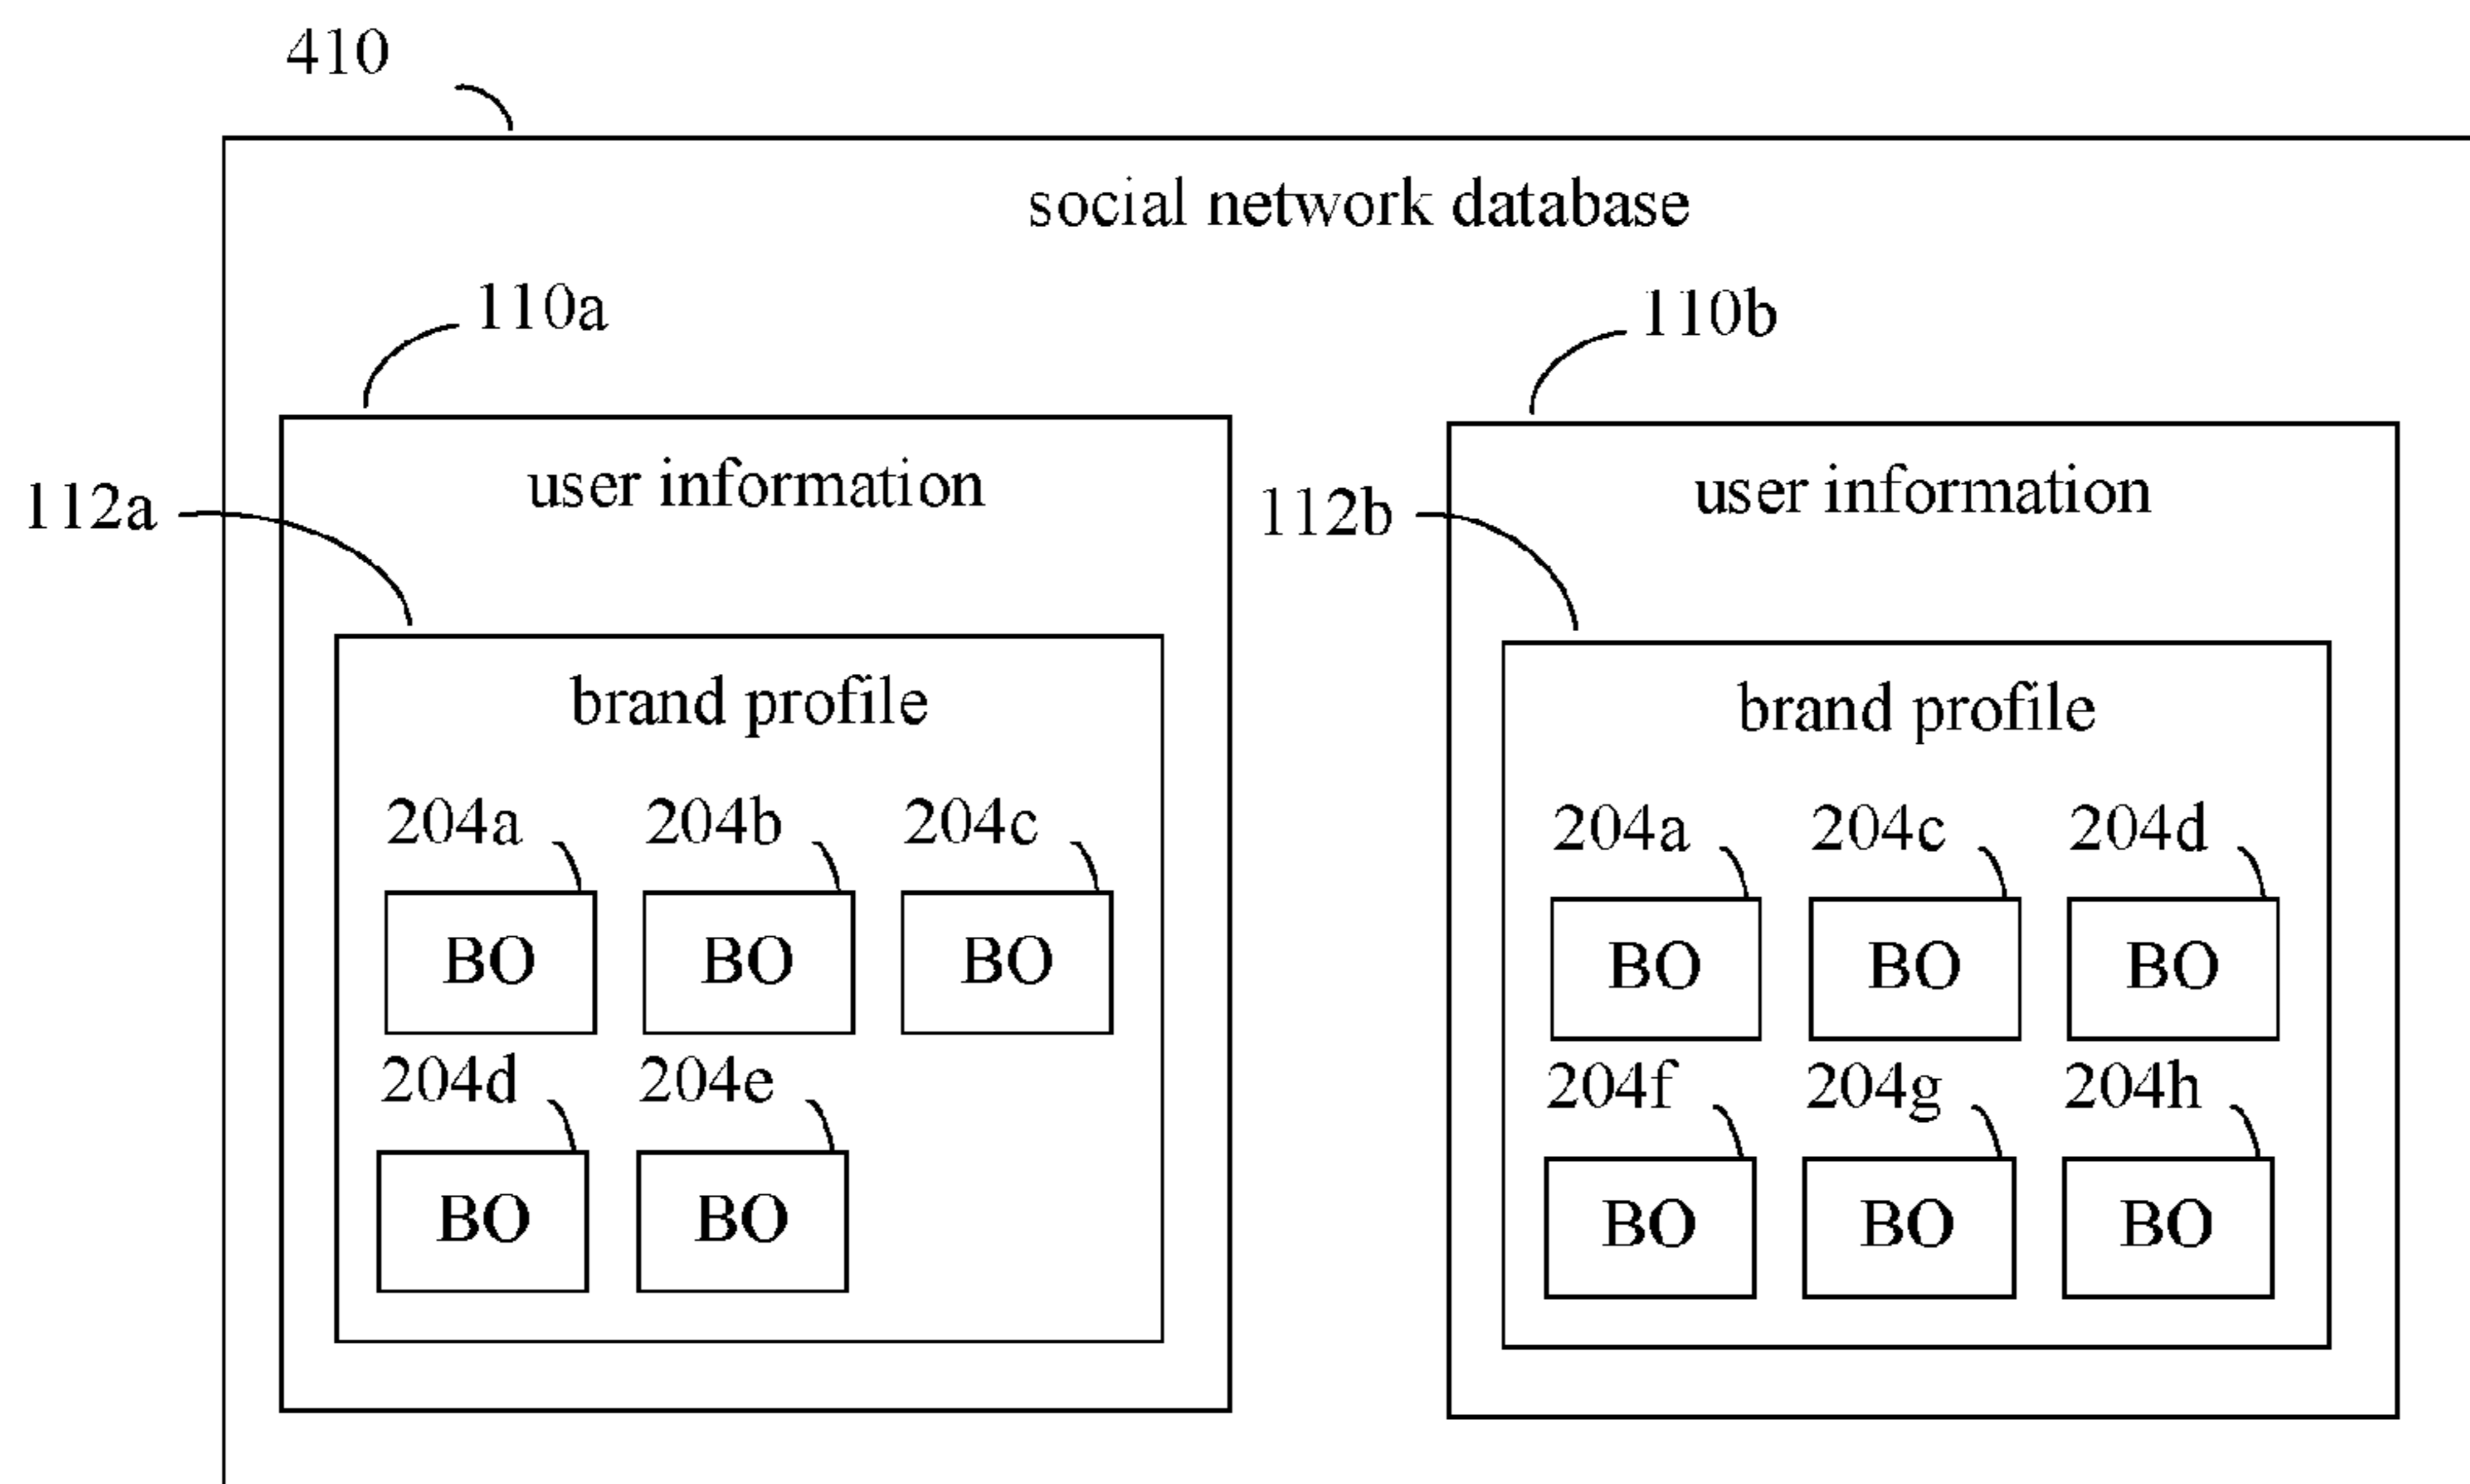 410
social network database
110a
110b
user information
user information
112a
112b
brand profile
brand profile
204a 204b 204c
204a 204c 204d
BO BO BO
BO BO BO
204d 204e
204f 204g 204h
BO BO
BO BO BO